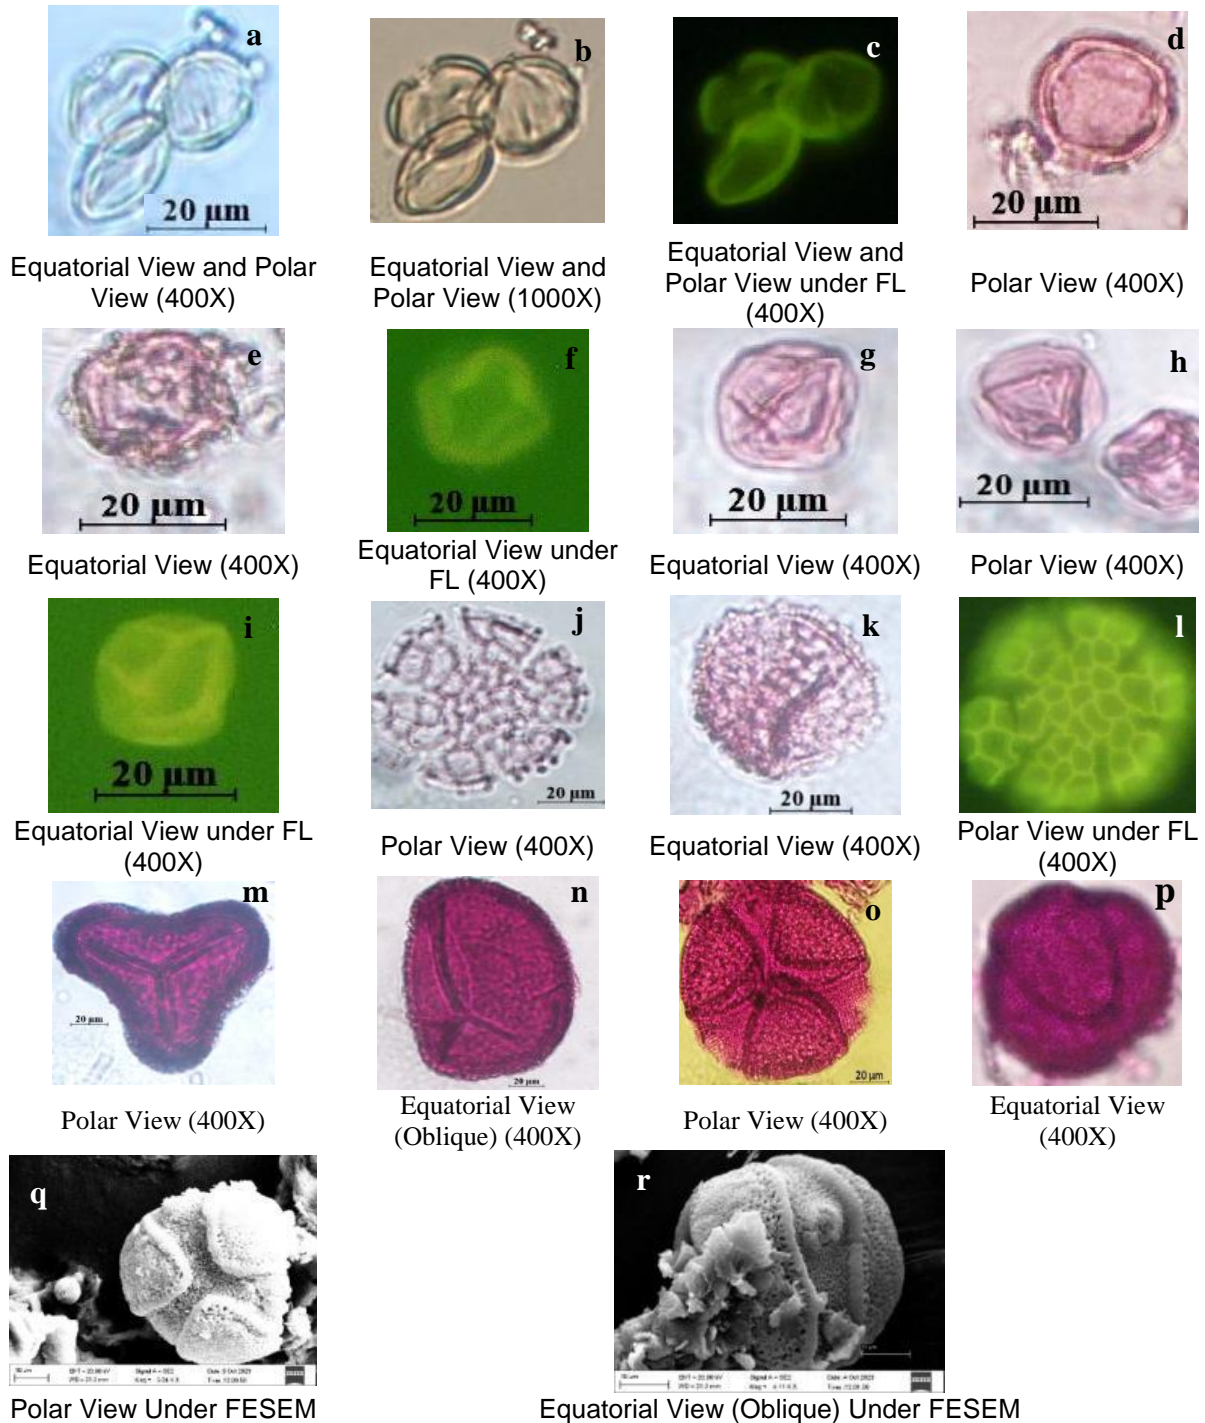 a
b
c
d
20 μm
20 μm
Equatorial View and Polar
View (400X)
Equatorial View and
Polar View (1000X)
Equatorial View and
Polar View under FL
(400X)
Polar View (400X)
e
f
g
h
20 μm
20 μm
20 μm
20 μm
Equatorial View (400X)
Equatorial View under
FL (400X)
Equatorial View (400X)
Polar View (400X)
i
j
k
l
20 μm
20 μm
20 μm
Equatorial View under FL
(400X)
Polar View (400X)
Equatorial View (400X)
Polar View under FL
(400X)
m
n
o
p
20 μm
20 μm
20 μm
Polar View (400X)
Equatorial View
(Oblique) (400X)
Polar View (400X)
Equatorial View
(400X)
q
r
Polar View Under FESEM
Equatorial View (Oblique) Under FESEM